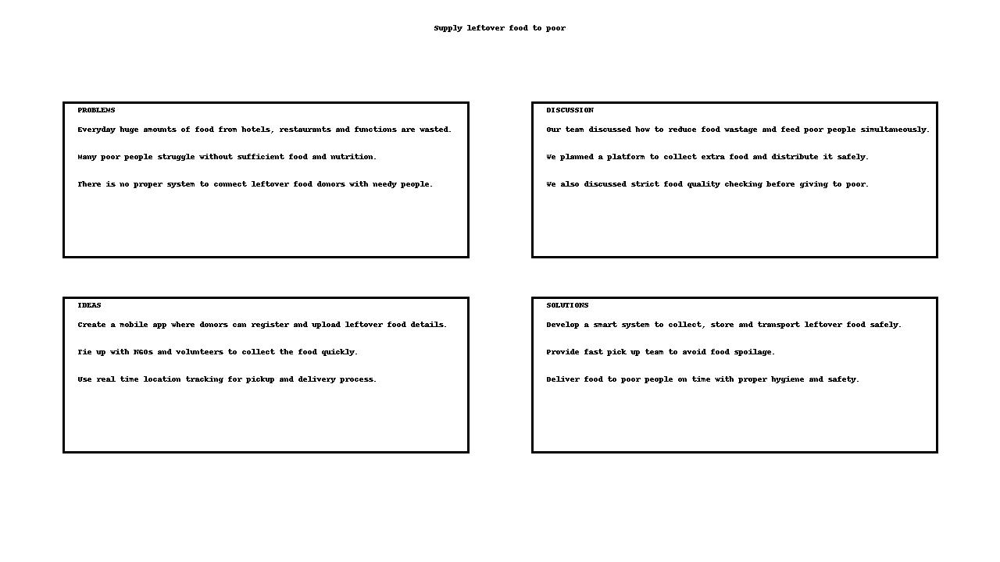 Supply leftover food to poor
PROBLEMS
Everyday huge amounts of food from hotels, restaurants and functions are wasted.
Many poor people struggle without sufficient food and nutrition.
There is no proper system to connect leftover food donors with needy people.
DISCUSSION
Our team discussed how to reduce food wastage and feed poor people simultaneously.
We planned a platform to collect extra food and distribute it safely.
We also discussed strict food quality checking before giving to poor.
IDEAS
Create a mobile app where donors can register and upload leftover food details.
Tie up with NGOs and volunteers to collect the food quickly.
Use real time location tracking for pickup and delivery process.
SOLUTIONS
Develop a smart system to collect, store and transport leftover food safely.
Provide fast pick up team to avoid food spoilage.
Deliver food to poor people on time with proper hygiene and safety.